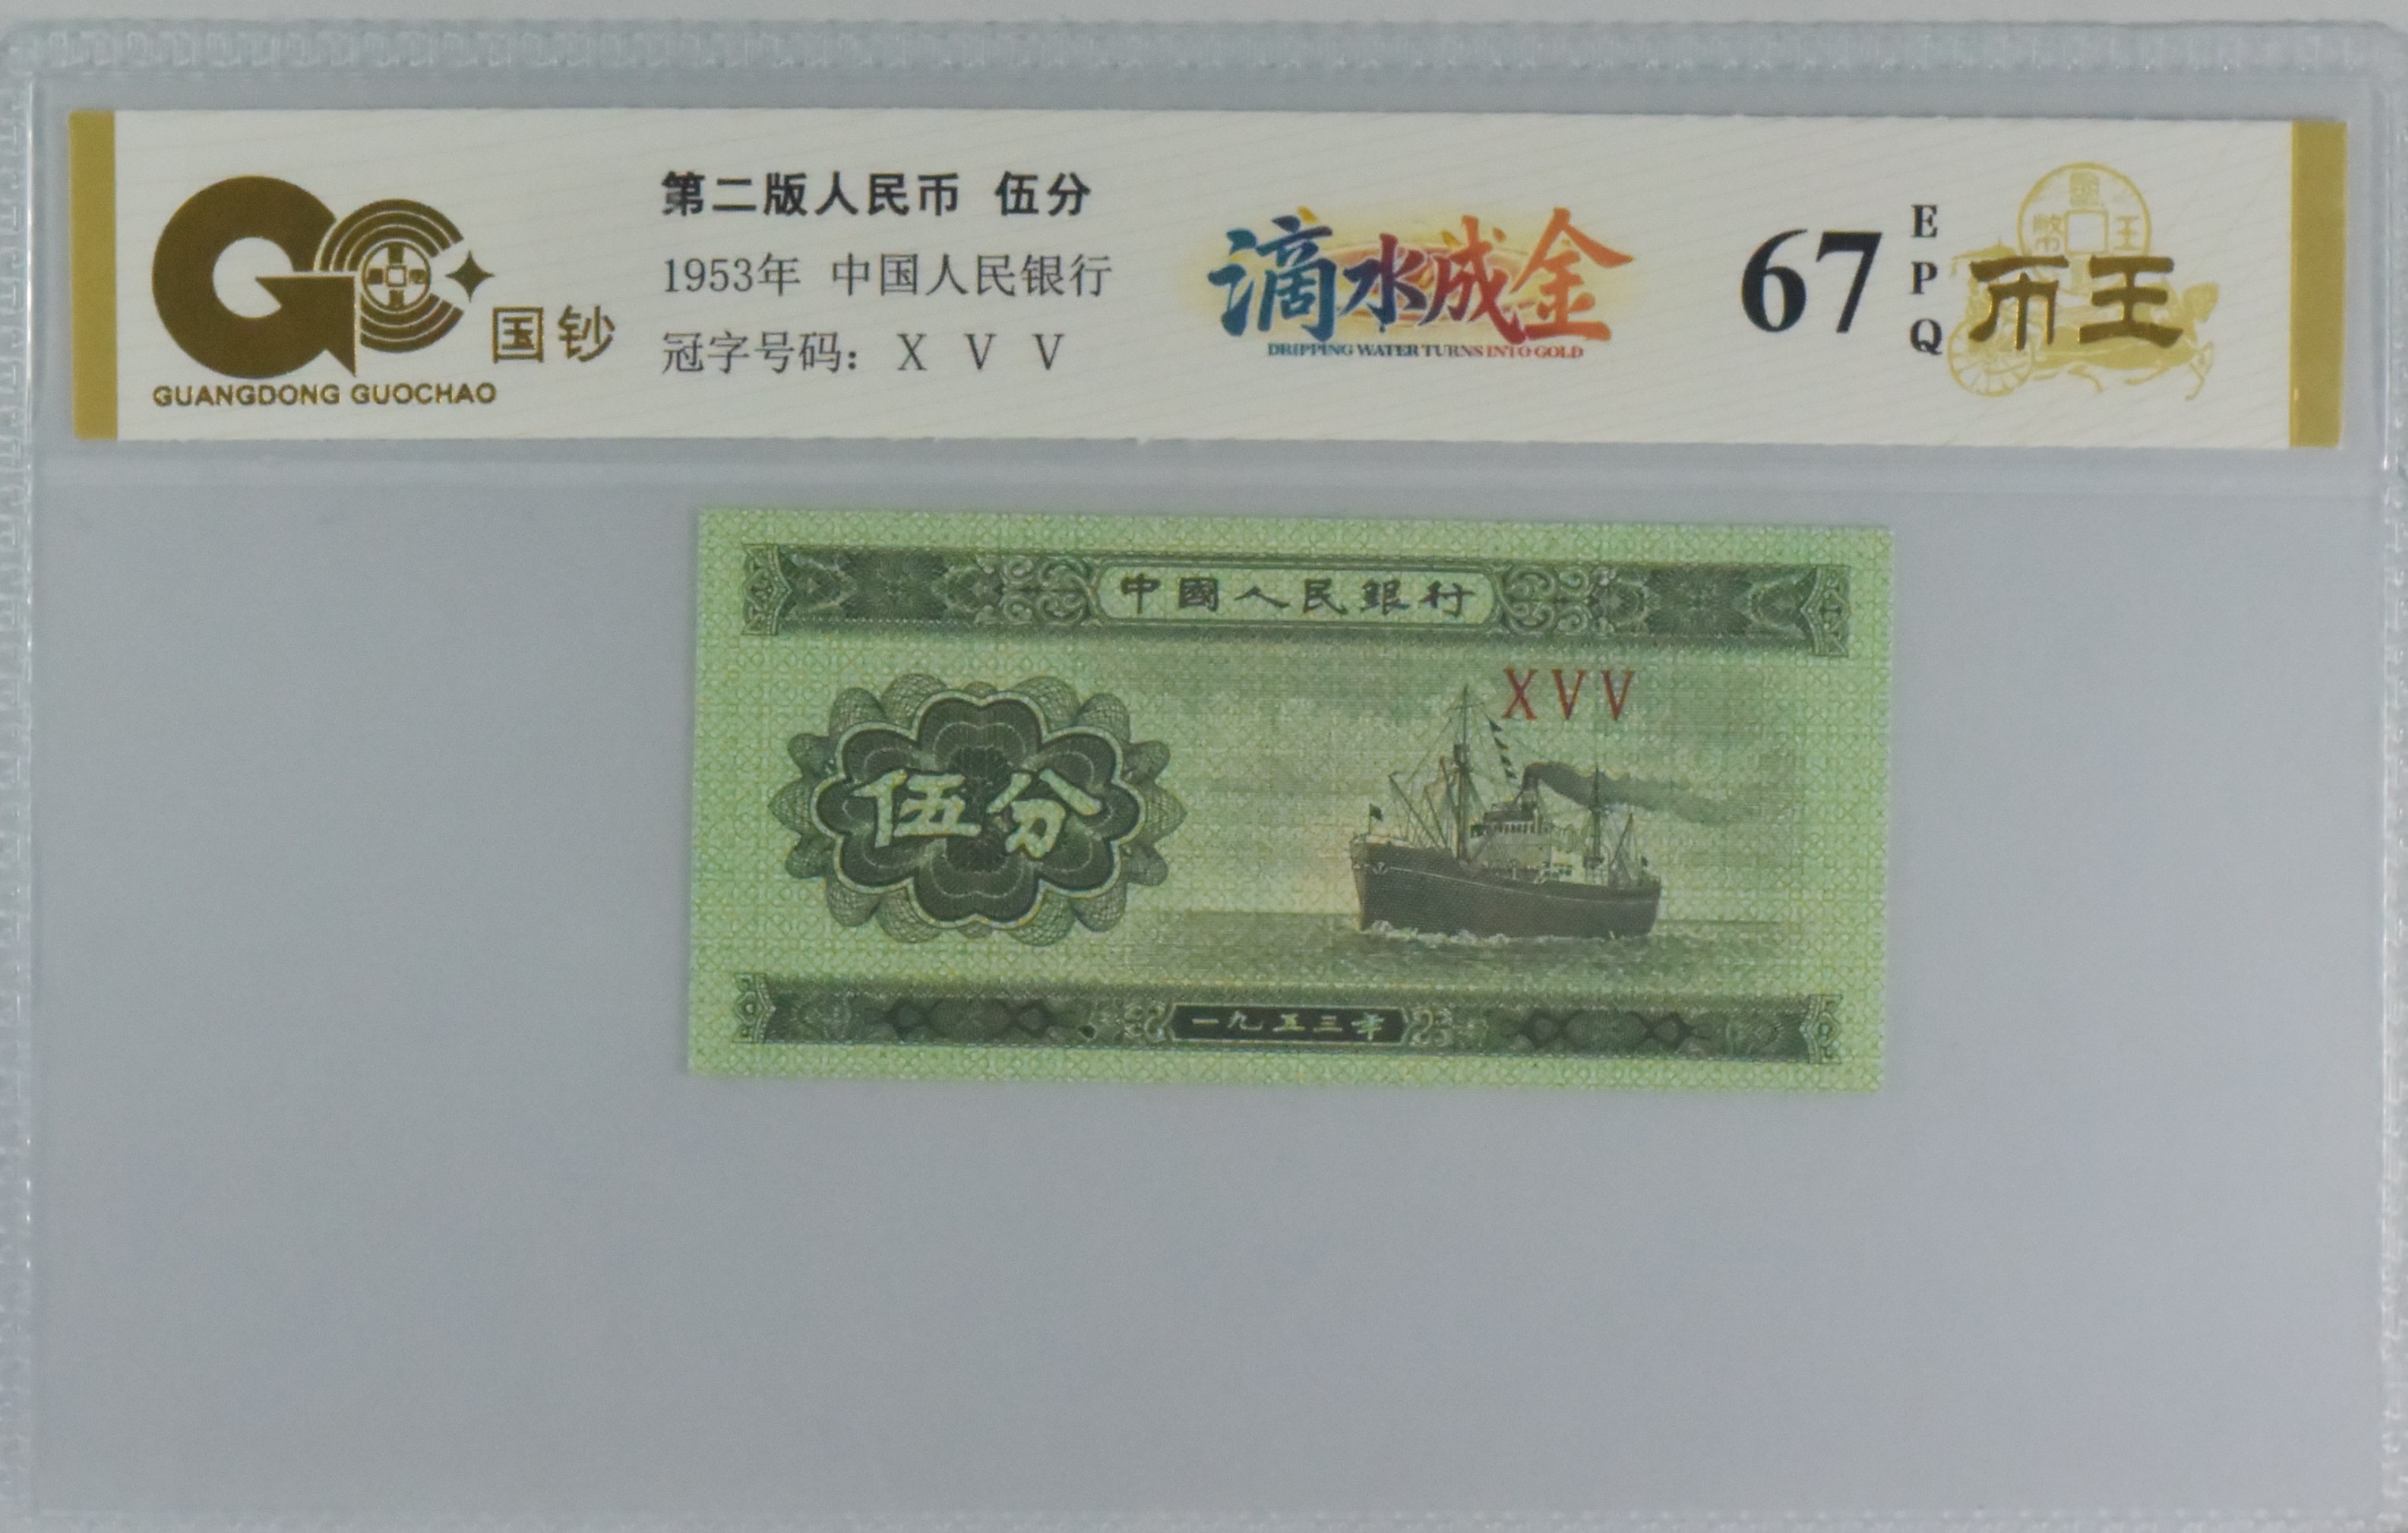 GC
国钞
GUANGDONG GUOCHAO
第二版人民币 伍分
1953年 中国人民银行
冠字号码： X V V
滴水成金
DRIPPING WATER TURNS INTO GOLD
67
E
P
Q
币王
中國人民銀行
X V V
伍分
一九五三年